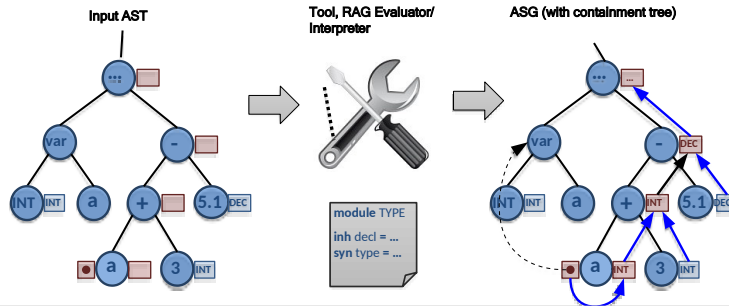 Input AST
Tool, RAG Evaluator/
Interpreter
ASG (with containment tree)
...
...
...
var
-
var
-
DEC
INT
INT
a
+
5.1
DEC
INT
INT
a
+
INT
5.1
DEC
module TYPE
inh decl = ...
syn type = ...
a
3
INT
a
INT
3
INT